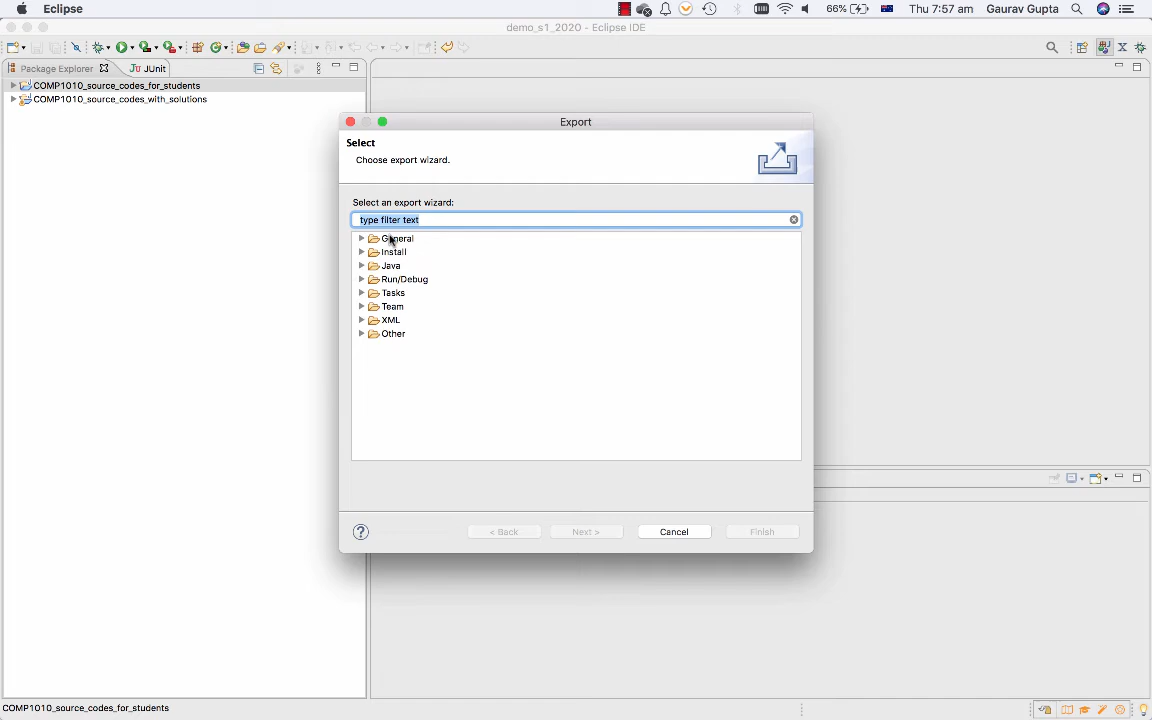 Eclipse
66%
Thu 7:57 am
Gaurav Gupta
demo_s1_2020 - Eclipse IDE
Package Explorer
JUnit
COMP1010_source_codes_for_students
COMP1010_source_codes_with_solutions
Export
Select
Choose export wizard.
Select an export wizard:
type filter text
General
Install
Java
Run/Debug
Tasks
Team
XML
Other
< Back
Next >
Cancel
Finish
COMP1010_source_codes_for_students